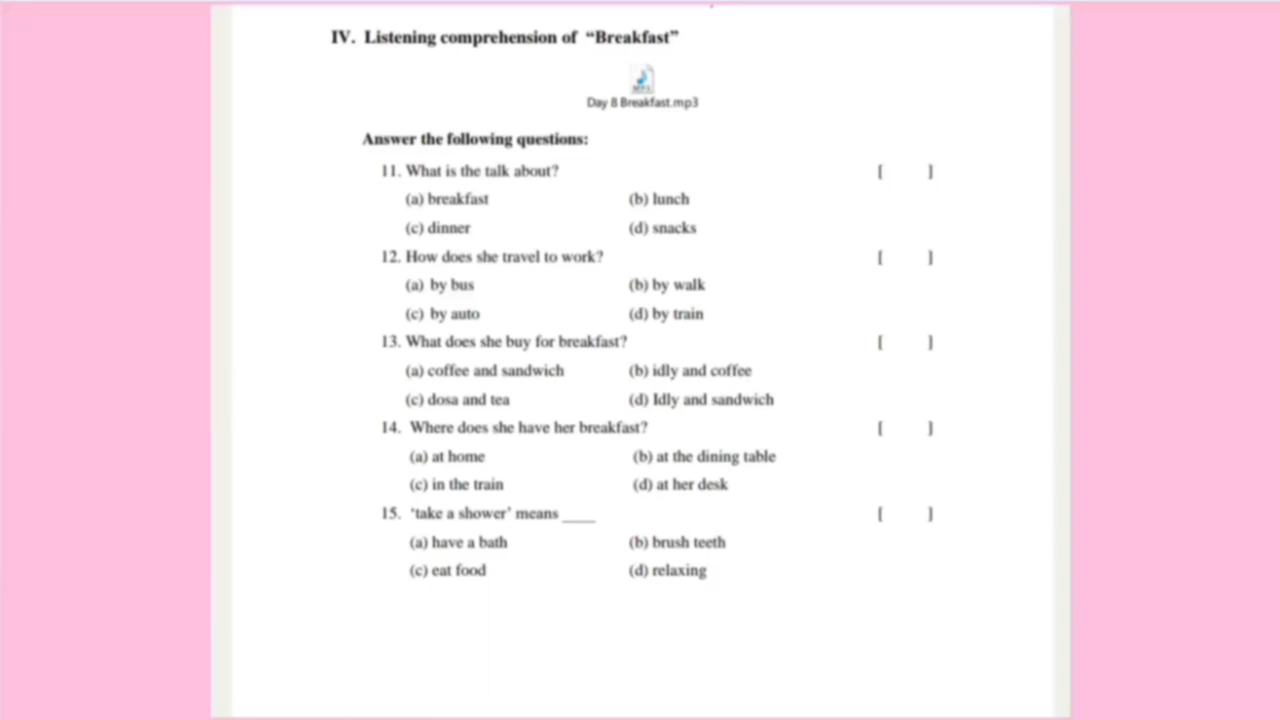 IV. Listening comprehension of “Breakfast”
MP3
Day 8 Breakfast.mp3
Answer the following questions:
11. What is the talk about? [ ]
(a) breakfast (b) lunch
(c) dinner (d) snacks
12. How does she travel to work? [ ]
(a) by bus (b) by walk
(c) by auto (d) by train
13. What does she buy for breakfast? [ ]
(a) coffee and sandwich (b) idly and coffee
(c) dosa and tea (d) Idly and sandwich
14. Where does she have her breakfast? [ ]
(a) at home (b) at the dining table
(c) in the train (d) at her desk
15. ‘take a shower’ means ____ [ ]
(a) have a bath (b) brush teeth
(c) eat food (d) relaxing